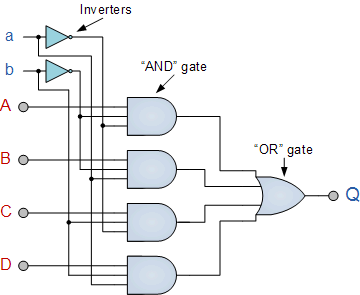 Inverters
a
b
“AND” gate
A
“OR” gate
B
Q
C
D